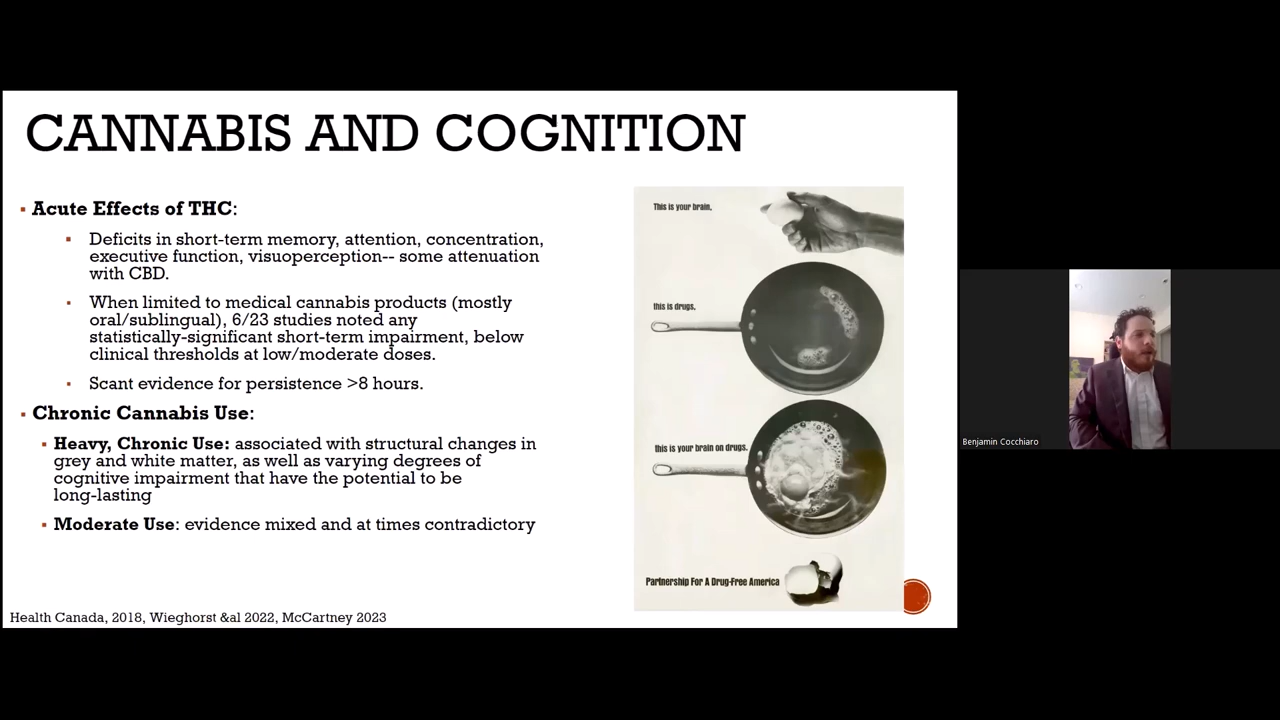 CANNABIS AND COGNITION
▪ Acute Effects of THC:
▪ Deficits in short-term memory, attention, concentration,
executive function, visuoperception-- some attenuation
with CBD.
▪ When limited to medical cannabis products (mostly
oral/sublingual), 6/23 studies noted any
statistically-significant short-term impairment, below
clinical thresholds at low/moderate doses.
▪ Scant evidence for persistence >8 hours.
▪ Chronic Cannabis Use:
▪ Heavy, Chronic Use: associated with structural changes in
grey and white matter, as well as varying degrees of
cognitive impairment that have the potential to be
long-lasting
▪ Moderate Use: evidence mixed and at times contradictory
Health Canada, 2018, Wieghorst &al 2022, McCartney 2023
This is your brain.
this is drugs.
this is your brain on drugs.
Partnership For A Drug-Free America
Benjamin Cocchiaro